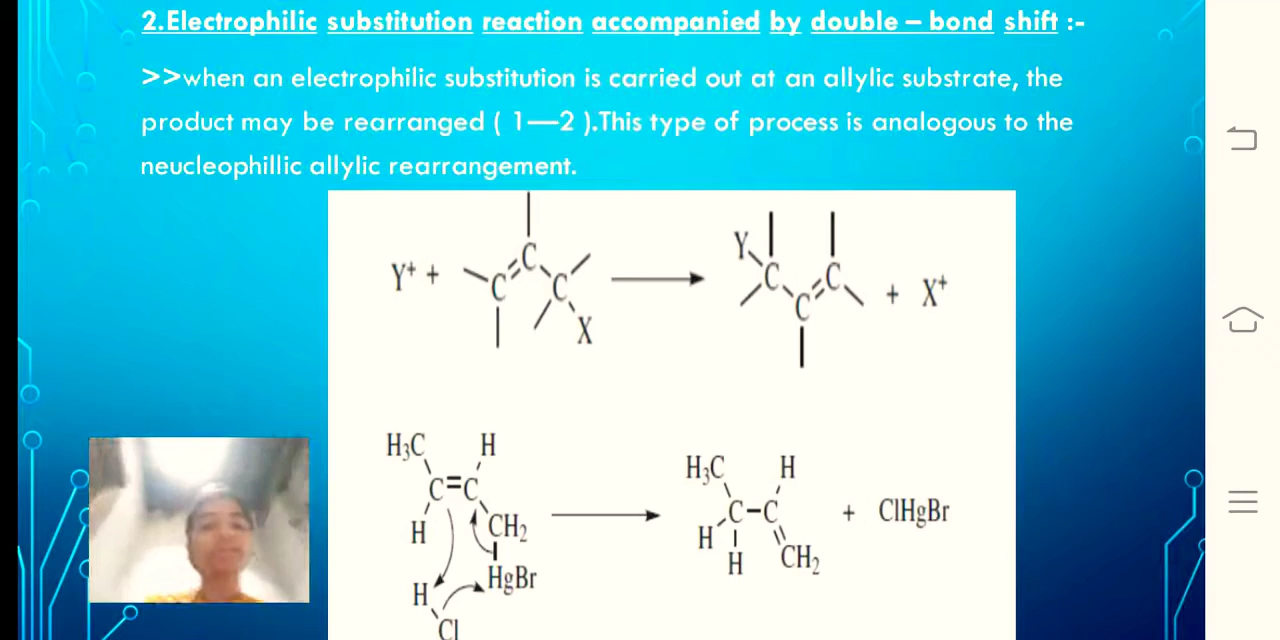 2.Electrophilic substitution reaction accompanied by double – bond shift :-
>>when an electrophilic substitution is carried out at an allylic substrate, the
product may be rearranged ( 1—2 ).This type of process is analogous to the
neucleophillic allylic rearrangement.
Y⁺ + C=C C X → Y C C=C + X⁺
H₃C H
C=C
H CH₂
H HgBr
Cl
H₃C H
C-C
H H CH₂
+ ClHgBr